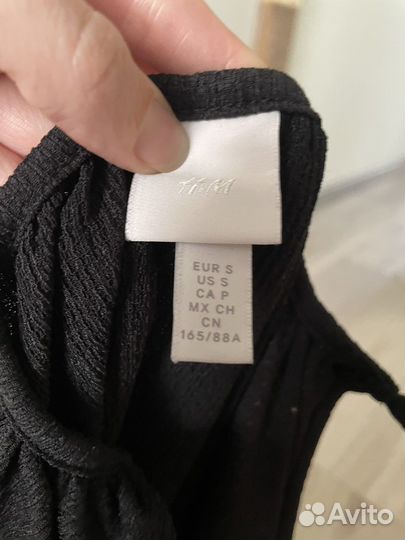 H&M
EUR S
US S
CA P
MX CH
CN
165/88A
Avito